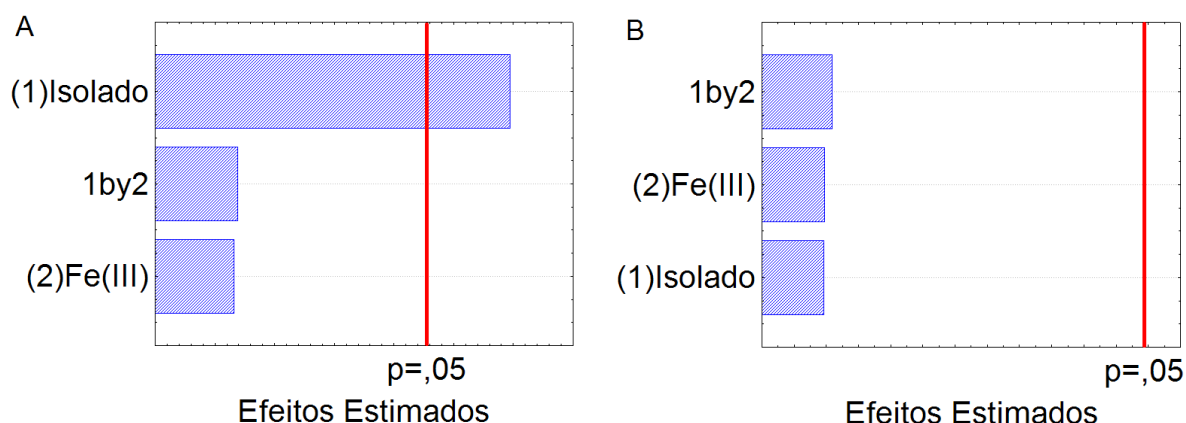 A
(1)Isolado
1by2
(2)Fe(III)
p=,05
Efeitos Estimados
B
1by2
(2)Fe(III)
(1)Isolado
p=,05
Efeitos Estimados